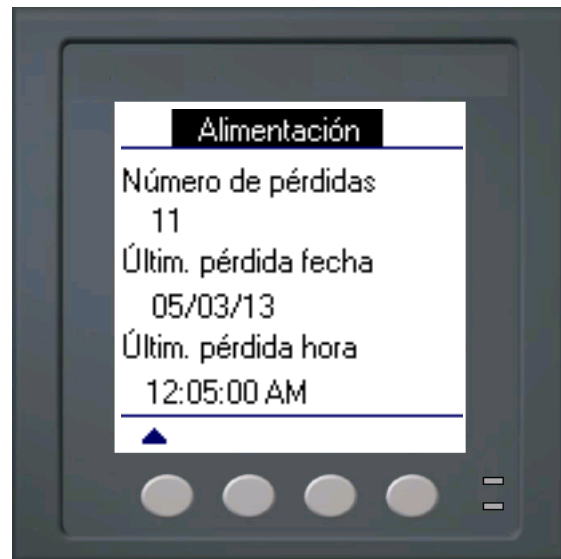 Alimentación
Número de pérdidas
11
Últim. pérdida fecha
05/03/13
Últim. pérdida hora
12:05:00 AM